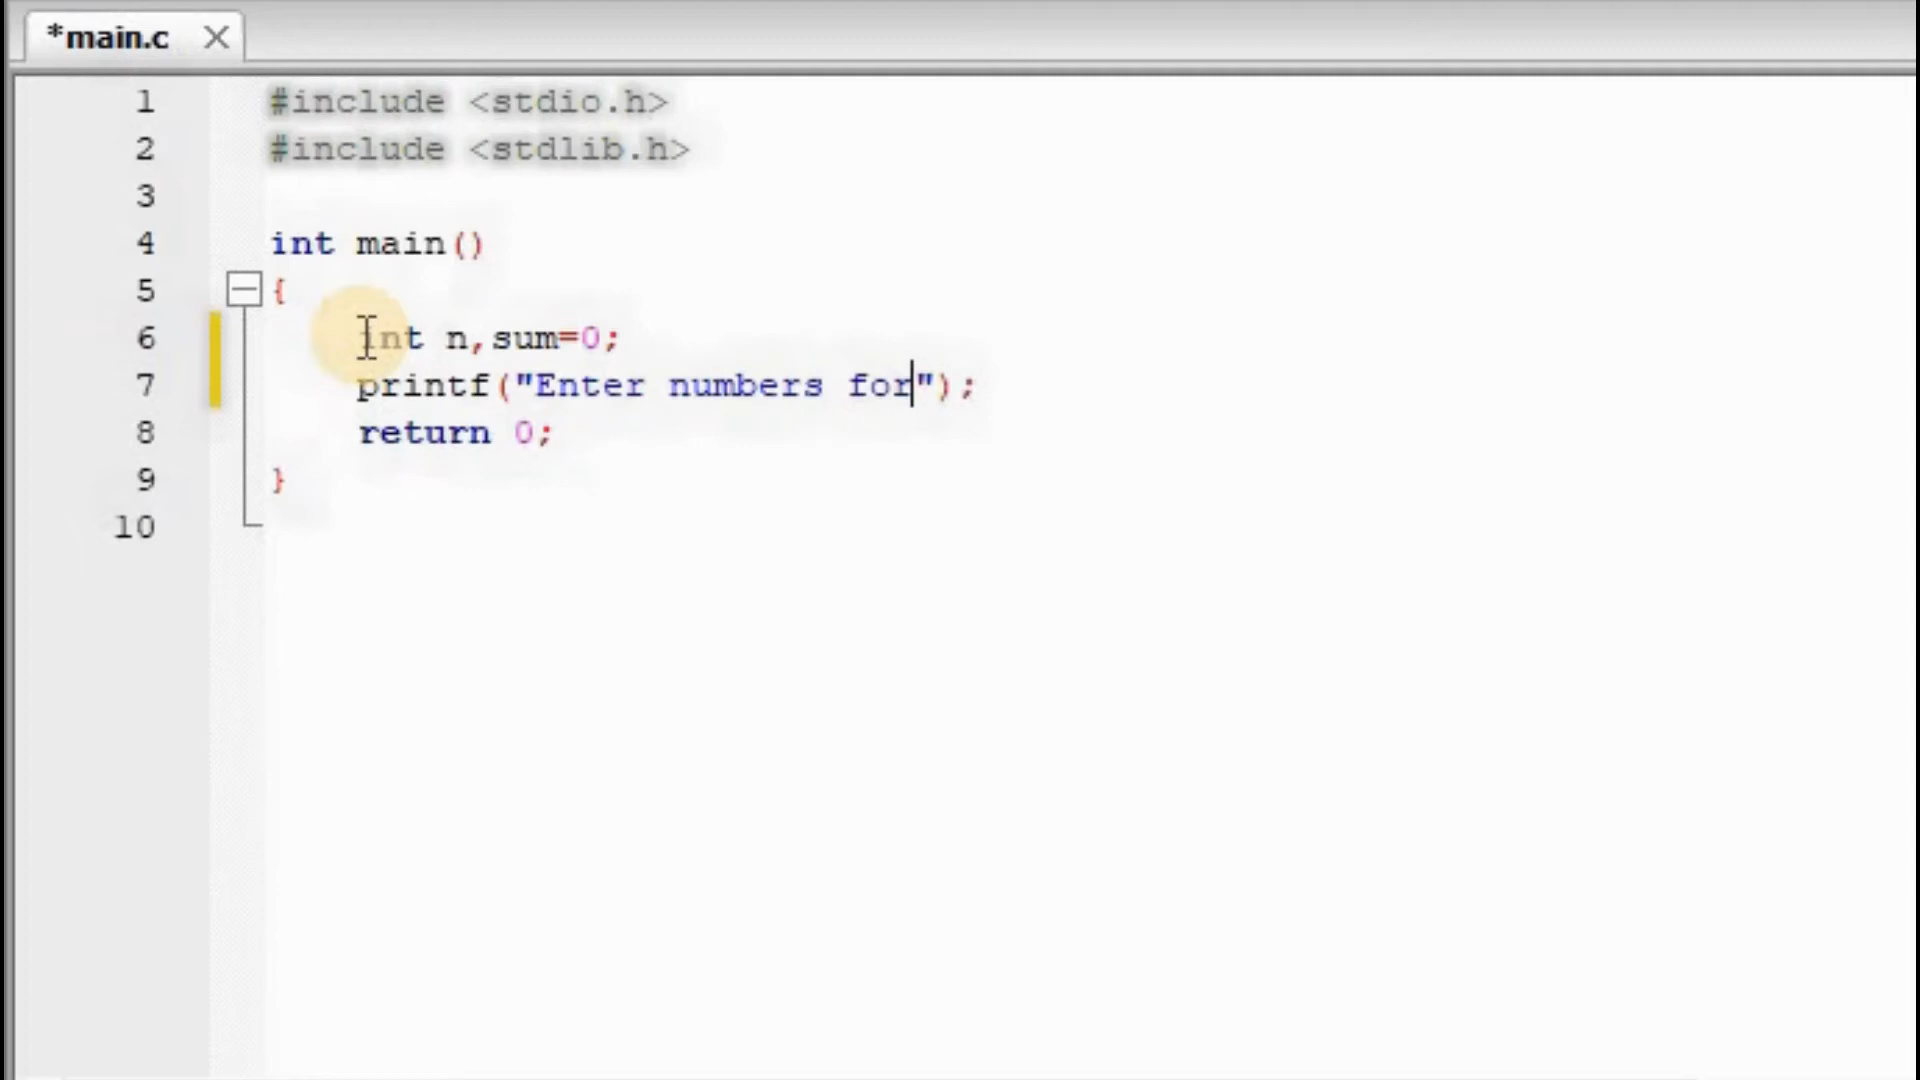 *main.c
1 #include <stdio.h>
2 #include <stdlib.h>
3
4 int main()
5 {
6 int n,sum=0;
7 printf("Enter numbers for");
8 return 0;
9 }
10